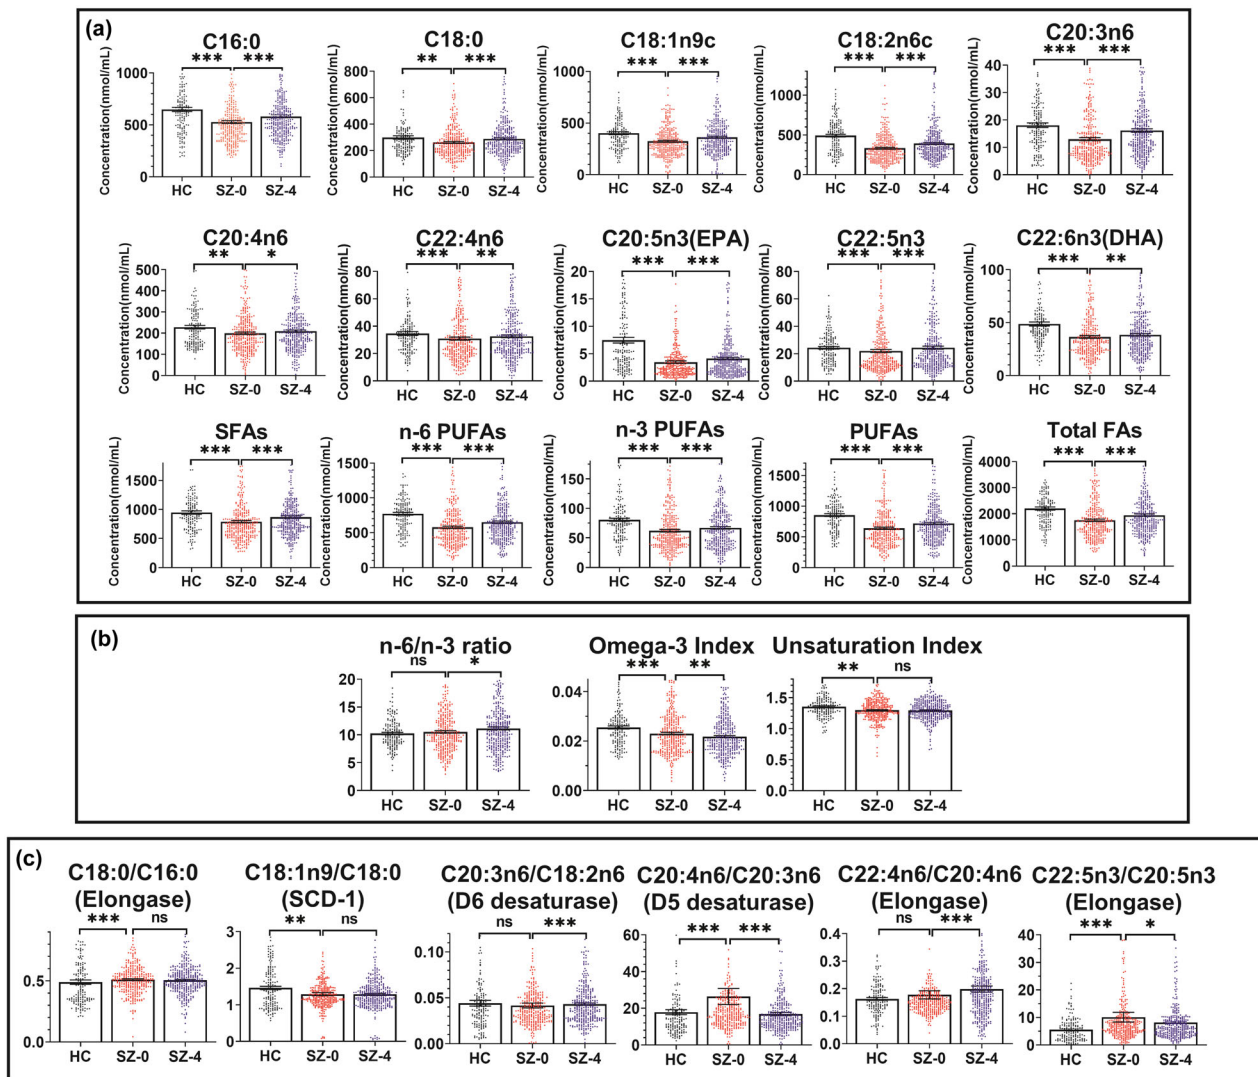 (a)
C16:0
*** ***
Concentration(nmol/mL)
1000
500
0
HC SZ-0 SZ-4
C18:0
** ***
Concentration(nmol/mL)
800
600
400
200
0
HC SZ-0 SZ-4
C18:1n9c
*** ***
Concentration(nmol/mL)
1000
500
0
HC SZ-0 SZ-4
C18:2n6c
*** ***
Concentration(nmol/mL)
1000
500
0
HC SZ-0 SZ-4
C20:3n6
*** ***
Concentration(nmol/mL)
40
30
20
10
0
HC SZ-0 SZ-4
C20:4n6
** *
Concentration(nmol/mL)
500
400
300
200
100
0
HC SZ-0 SZ-4
C22:4n6
*** **
Concentration(nmol/mL)
80
60
40
20
0
HC SZ-0 SZ-4
C20:5n3(EPA)
*** ***
Concentration(nmol/mL)
20
15
10
5
0
HC SZ-0 SZ-4
C22:5n3
*** ***
Concentration(nmol/mL)
80
60
40
20
0
HC SZ-0 SZ-4
C22:6n3(DHA)
*** **
Concentration(nmol/mL)
100
50
0
HC SZ-0 SZ-4
SFAs
*** ***
Concentration(nmol/mL)
1500
1000
500
0
HC SZ-0 SZ-4
n-6 PUFAs
*** ***
Concentration(nmol/mL)
1500
1000
500
0
HC SZ-0 SZ-4
n-3 PUFAs
*** ***
Concentration(nmol/mL)
150
100
50
0
HC SZ-0 SZ-4
PUFAs
*** ***
Concentration(nmol/mL)
1500
1000
500
0
HC SZ-0 SZ-4
Total FAs
*** ***
Concentration(nmol/mL)
4000
3000
2000
1000
0
HC SZ-0 SZ-4
(b)
n-6/n-3 ratio
ns *
20
15
10
5
0
HC SZ-0 SZ-4
Omega-3 Index
*** **
0.04
0.02
0.00
HC SZ-0 SZ-4
Unsaturation Index
** ns
1.5
1.0
0.5
0.0
HC SZ-0 SZ-4
(c)
C18:0/C16:0
(Elongase)
*** ns
0.5
0.0
HC SZ-0 SZ-4
C18:1n9/C18:0
(SCD-1)
** ns
3
2
1
0
HC SZ-0 SZ-4
C20:3n6/C18:2n6
(D6 desaturase)
ns ***
0.10
0.05
0.00
HC SZ-0 SZ-4
C20:4n6/C20:3n6
(D5 desaturase)
*** ***
60
40
20
0
HC SZ-0 SZ-4
C22:4n6/C20:4n6
(Elongase)
ns ***
0.4
0.3
0.2
0.1
0.0
HC SZ-0 SZ-4
C22:5n3/C20:5n3
(Elongase)
*** *
40
30
20
10
0
HC SZ-0 SZ-4